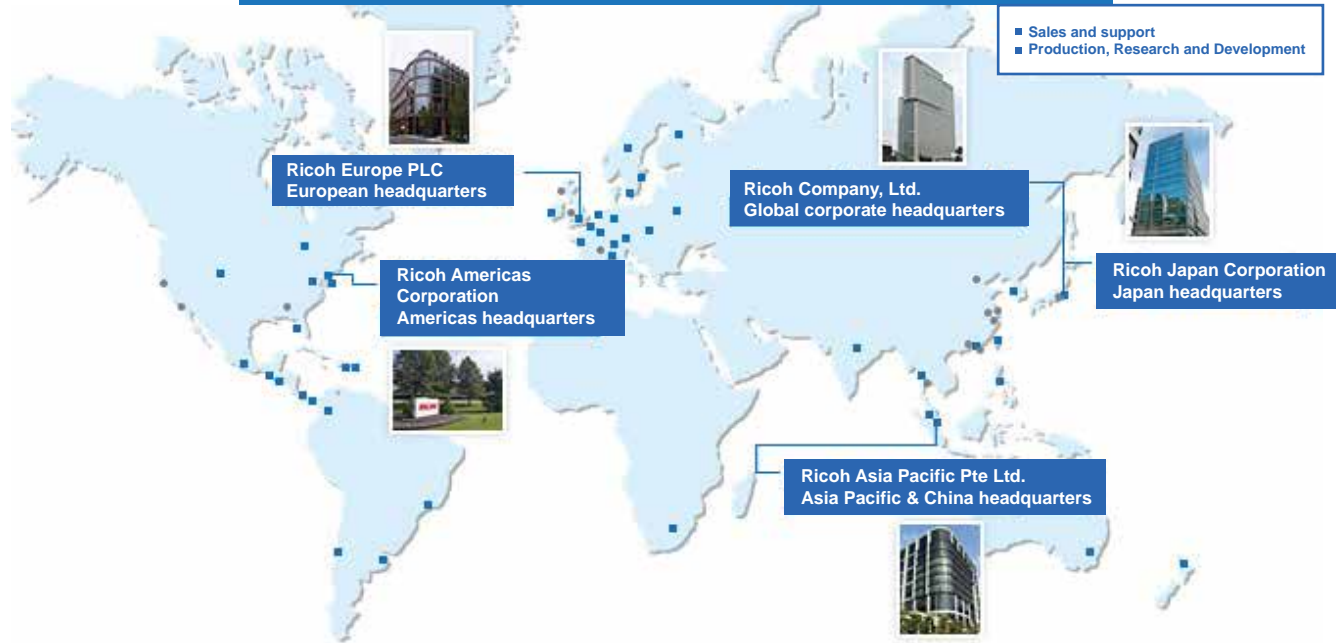 Sales and support
Production, Research and Development
Ricoh Europe PLC
European headquarters
Ricoh Company, Ltd.
Global corporate headquarters
Ricoh Americas
Corporation
Americas headquarters
Ricoh Japan Corporation
Japan headquarters
Ricoh Asia Pacific Pte Ltd.
Asia Pacific & China headquarters